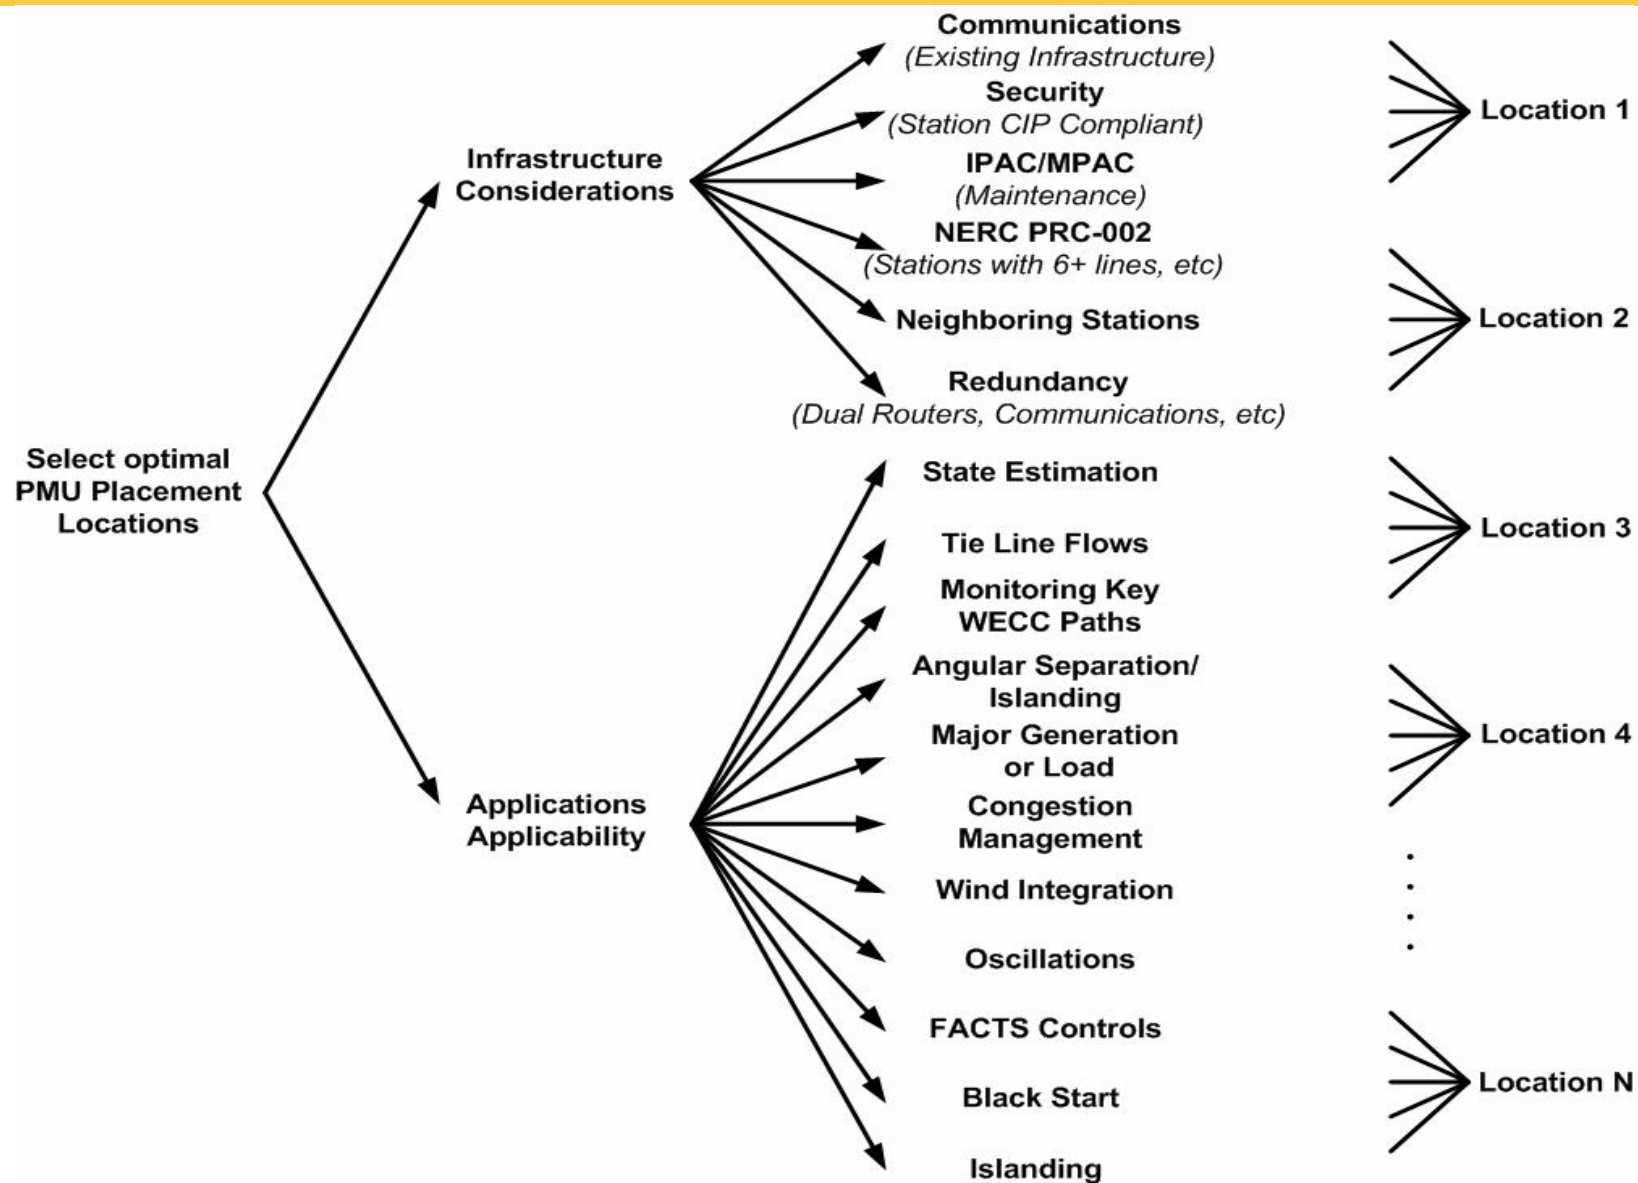 Select optimal
PMU Placement
Locations
Infrastructure
Considerations
Applications
Applicability
Communications
(Existing Infrastructure)
Security
(Station CIP Compliant)
IPAC/MPAC
(Maintenance)
NERC PRC-002
(Stations with 6+ lines, etc)
Neighboring Stations
Redundancy
(Dual Routers, Communications, etc)
State Estimation
Tie Line Flows
Monitoring Key
WECC Paths
Angular Separation/
Islanding
Major Generation
or Load
Congestion
Management
Wind Integration
Oscillations
FACTS Controls
Black Start
Islanding
Location 1
Location 2
Location 3
Location 4
Location N